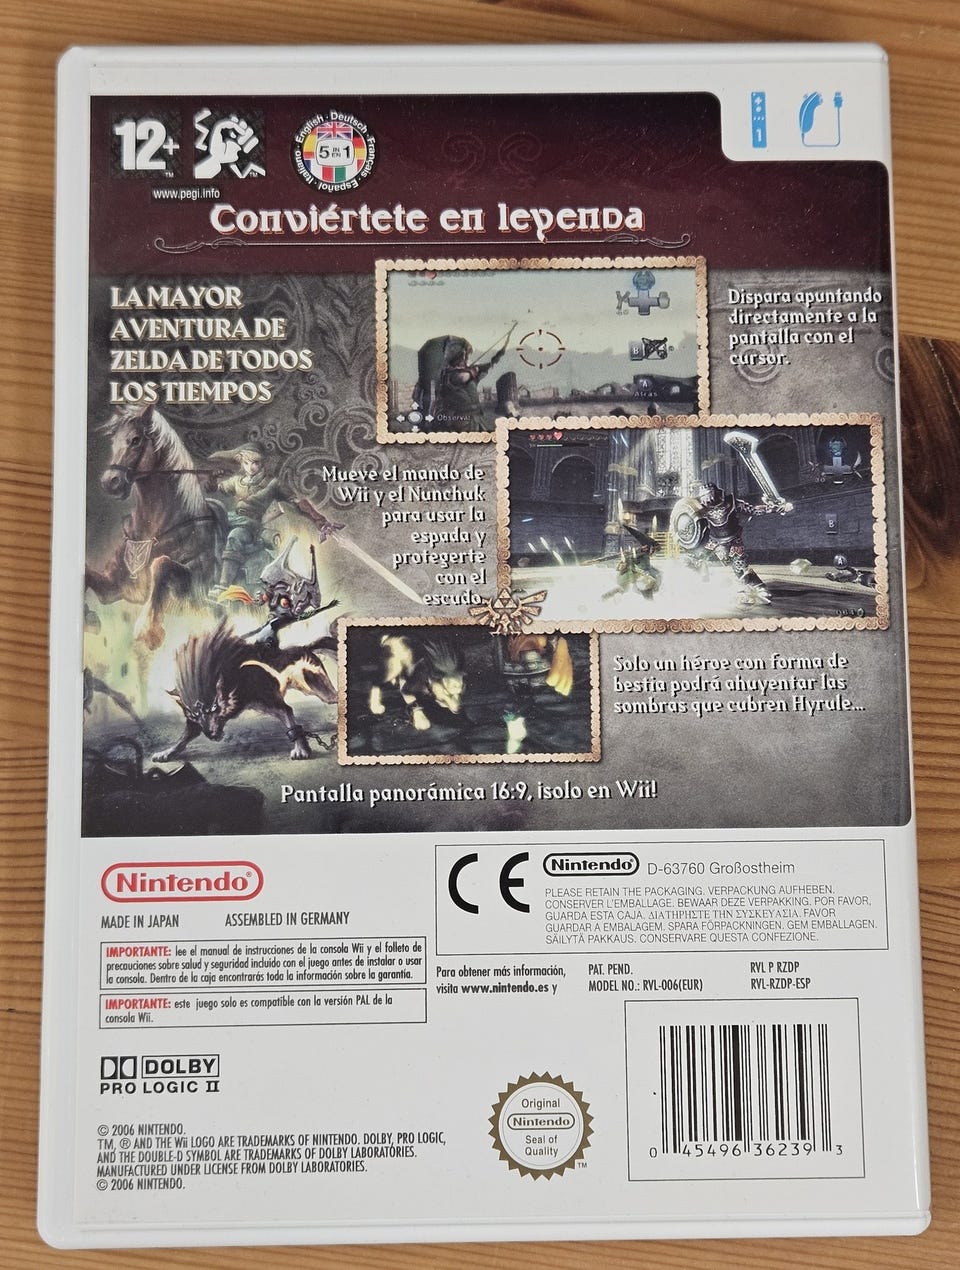 12+
™
www.pegi.info
English · Deutsch · Français · Español · Italiano
5 IN EN 1
1
Conviértete en leyenda
LA MAYOR
AVENTURA DE
ZELDA DE TODOS
LOS TIEMPOS
Dispara apuntando
directamente a la
pantalla con el
cursor.
B
A
Atrás
Observar
Mueve el mando de
Wii y el Nunchuk
para usar la
espada y
protegerte
con el
escudo.
30
B
A
Solo un héroe con forma de
bestia podrá ahuyentar las
sombras que cubren Hyrule...
Pantalla panorámica 16:9, ¡solo en Wii!
Nintendo®
MADE IN JAPAN ASSEMBLED IN GERMANY
IMPORTANTE: lee el manual de instrucciones de la consola Wii y el folleto de
precauciones sobre salud y seguridad incluido con el juego antes de instalar o usar
la consola. Dentro de la caja encontrarás toda la información sobre la garantía.
IMPORTANTE: este juego solo es compatible con la versión PAL de la
consola Wii.
CE Nintendo® D-63760 Großostheim
PLEASE RETAIN THE PACKAGING. VERPACKUNG AUFHEBEN.
CONSERVER L'EMBALLAGE. BEWAAR DEZE VERPAKKING. POR FAVOR,
GUARDA ESTA CAJA. ΔΙΑΤΗΡΗΣΤΕ ΤΗΝ ΣΥΣΚΕΥΑΣΙΑ. FAVOR
GUARDAR A EMBALAGEM. SPARA FÖRPACKNINGEN. GEM EMBALLAGEN.
SÄILYTÄ PAKKAUS. CONSERVARE QUESTA CONFEZIONE.
Para obtener más información,
visita www.nintendo.es y
PAT. PEND. RVL P RZDP
MODEL NO.: RVL-006(EUR) RVL-RZDP-ESP
DOLBY
PRO LOGIC II
© 2006 NINTENDO.
TM, ® AND THE Wii LOGO ARE TRADEMARKS OF NINTENDO. DOLBY, PRO LOGIC,
AND THE DOUBLE-D SYMBOL ARE TRADEMARKS OF DOLBY LABORATORIES.
MANUFACTURED UNDER LICENSE FROM DOLBY LABORATORIES.
© 2006 NINTENDO.
Original
Nintendo®
Seal of
Quality
TM
0 45496 36239 3